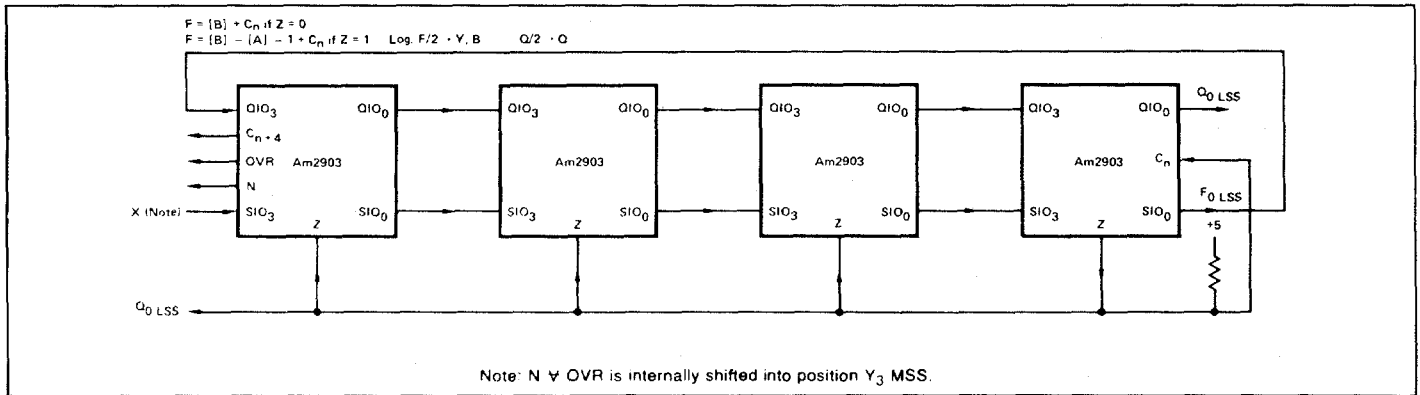 F = [B] + Cn if Z = 0
F = [B] - [A] - 1 + Cn if Z = 1 Log. F/2 → Y, B Q/2 → Q
QIO3 QIO0 QIO3 QIO0 QIO3 QIO0 QIO3 QIO0 Q0 LSS
Cn + 4
Am2903 Am2903 Am2903 Am2903
OVR Cn
N
X (Note) SIO3 SIO0 SIO3 SIO0 SIO3 SIO0 SIO3 SIO0 F0 LSS
Z Z Z Z +5
Q0 LSS
Note: N ∀ OVR is internally shifted into position Y3 MSS.